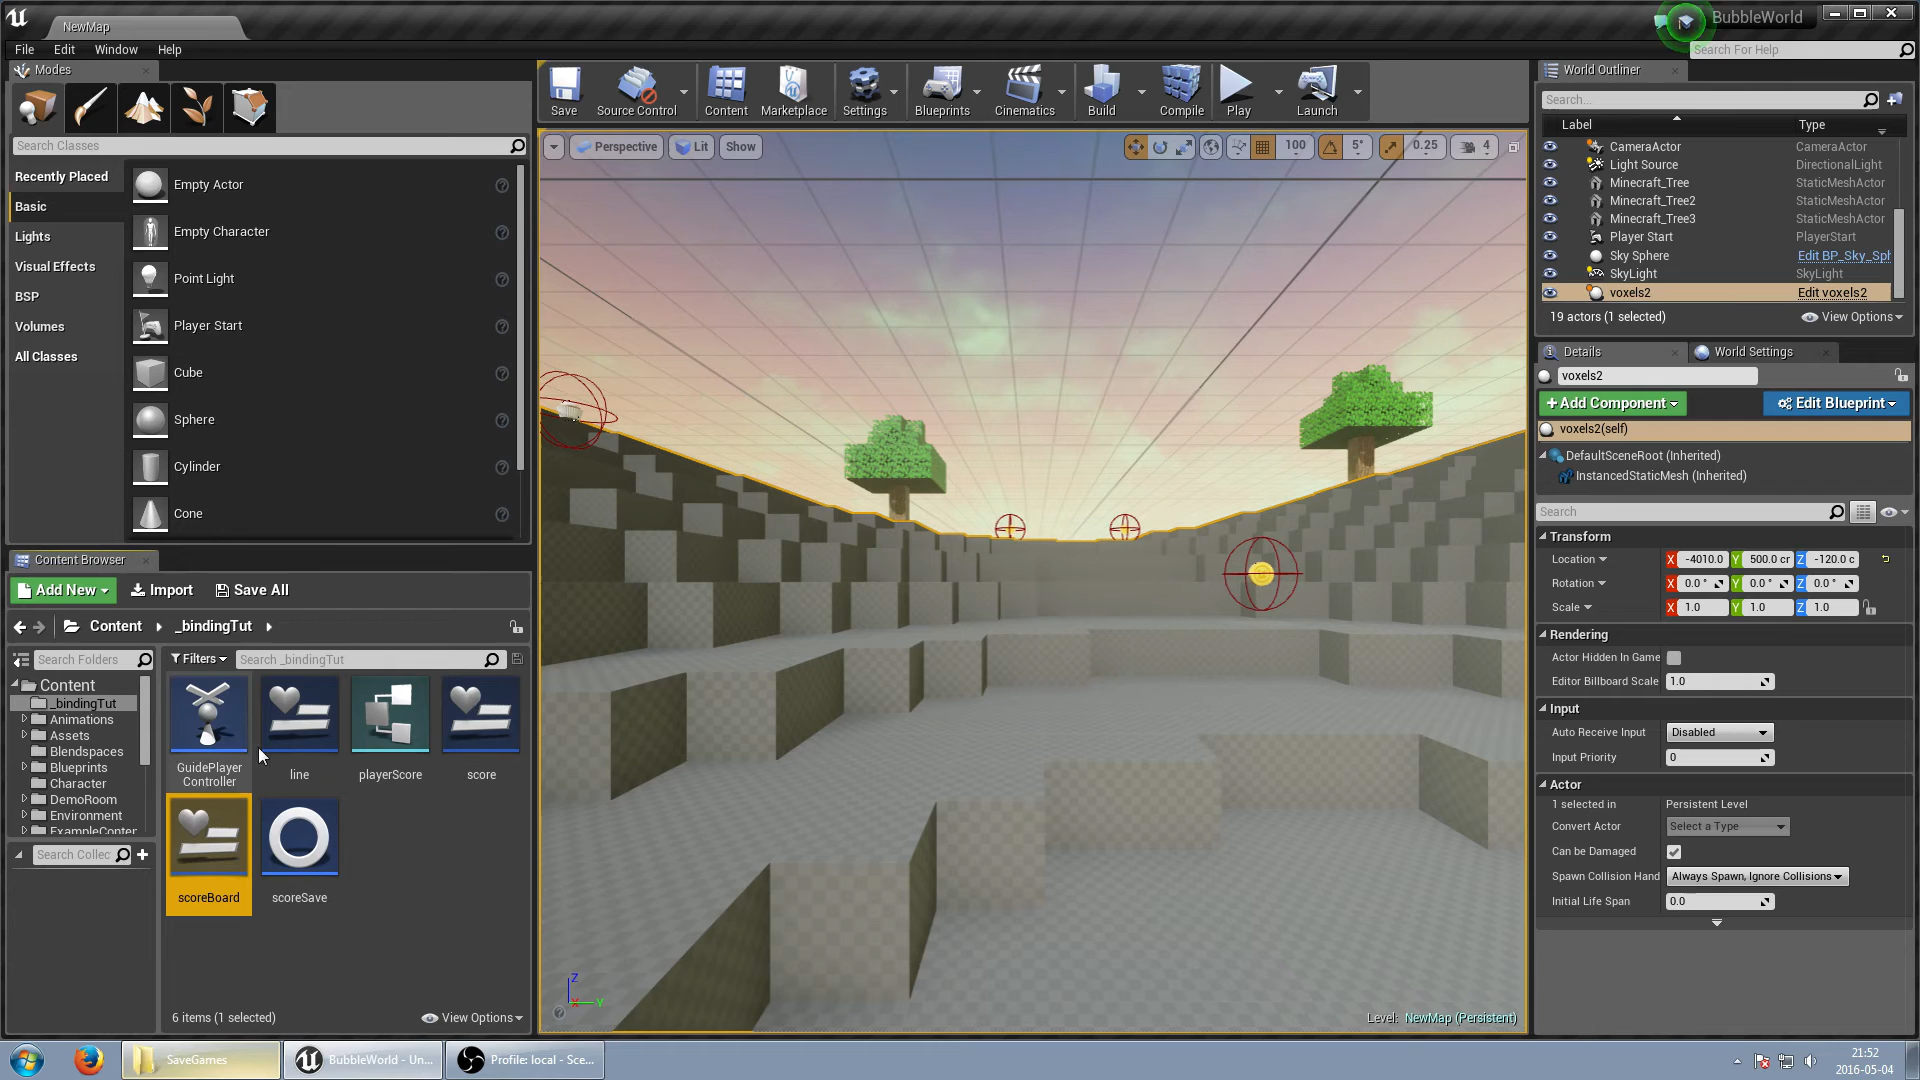 NewMap
BubbleWorld
File Edit Window Help
Search For Help
Modes
Search Classes
Recently Placed
Basic
Lights
Visual Effects
BSP
Volumes
All Classes
Empty Actor
Empty Character
Point Light
Player Start
Cube
Sphere
Cylinder
Cone
Save
Source Control
Content
Marketplace
Settings
Blueprints
Cinematics
Build
Compile
Play
Launch
Perspective
Lit
Show
100
5°
0.25
4
Level: NewMap (Persistent)
Z
X
Y
Content Browser
Add New
Import
Save All
Content
_bindingTut
Search Folders
Filters
Search _bindingTut
Content
_bindingTut
Animations
Assets
Blendspaces
Blueprints
Character
DemoRoom
Environment
ExampleConter
Search Collec
GuidePlayer
Controller
line
playerScore
score
scoreBoard
scoreSave
6 items (1 selected)
View Options
World Outliner
Search...
Label Type
CameraActor CameraActor
Light Source DirectionalLight
Minecraft_Tree StaticMeshActor
Minecraft_Tree2 StaticMeshActor
Minecraft_Tree3 StaticMeshActor
Player Start PlayerStart
Sky Sphere Edit BP_Sky_Sph
SkyLight SkyLight
voxels2 Edit voxels2
19 actors (1 selected)
View Options
Details
World Settings
voxels2
+Add Component
Edit Blueprint
voxels2(self)
DefaultSceneRoot (Inherited)
InstancedStaticMesh (Inherited)
Search
Transform
Location X -4010.0 Y 500.0 cr Z -120.0 c
Rotation X 0.0 ° Y 0.0 ° Z 0.0 °
Scale X 1.0 Y 1.0 Z 1.0
Rendering
Actor Hidden In Game
Editor Billboard Scale 1.0
Input
Auto Receive Input Disabled
Input Priority 0
Actor
1 selected in Persistent Level
Convert Actor Select a Type
Can be Damaged
Spawn Collision Hand Always Spawn, Ignore Collisions
Initial Life Span 0.0
SaveGames
BubbleWorld - Un...
Profile: local - Sce...
21:52
2016-05-04